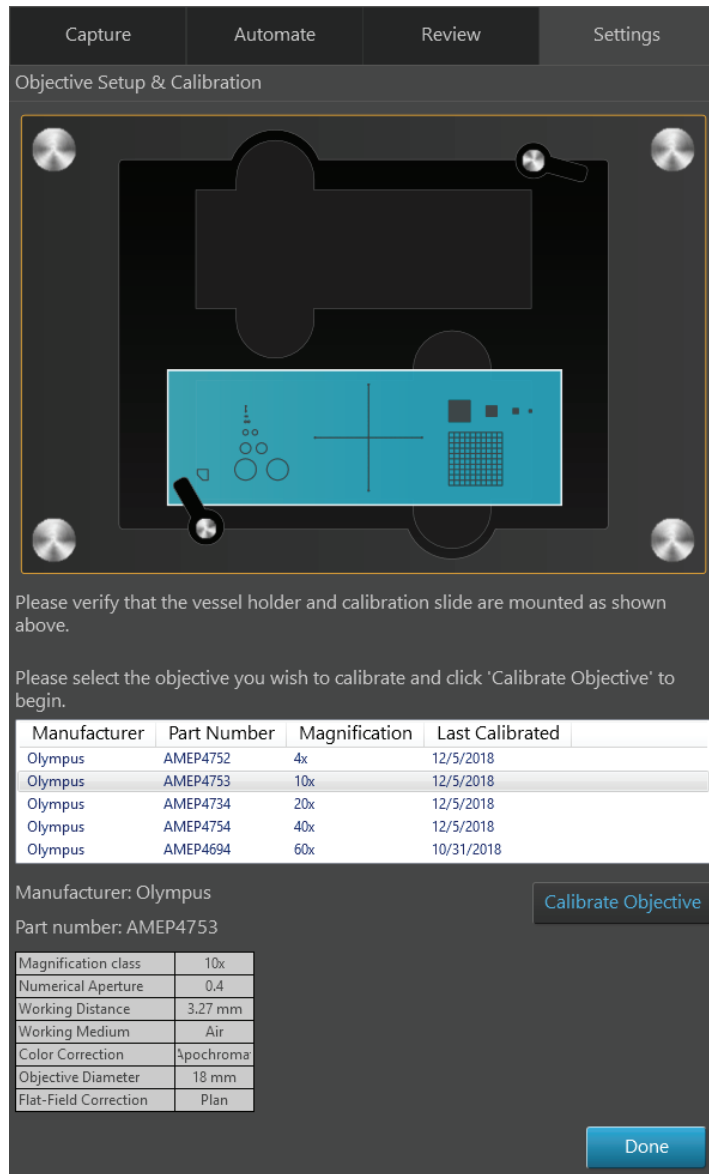 Capture Automate Review Settings
Objective Setup & Calibration
Please verify that the vessel holder and calibration slide are mounted as shown
above.
Please select the objective you wish to calibrate and click 'Calibrate Objective' to
begin.
Manufacturer Part Number Magnification Last Calibrated
Olympus AMEP4752 4x 12/5/2018
Olympus AMEP4753 10x 12/5/2018
Olympus AMEP4734 20x 12/5/2018
Olympus AMEP4754 40x 12/5/2018
Olympus AMEP4694 60x 10/31/2018
Manufacturer: Olympus
Calibrate Objective
Part number: AMEP4753
Magnification class 10x
Numerical Aperture 0.4
Working Distance 3.27 mm
Working Medium Air
Color Correction Apochromat
Objective Diameter 18 mm
Flat-Field Correction Plan
Done